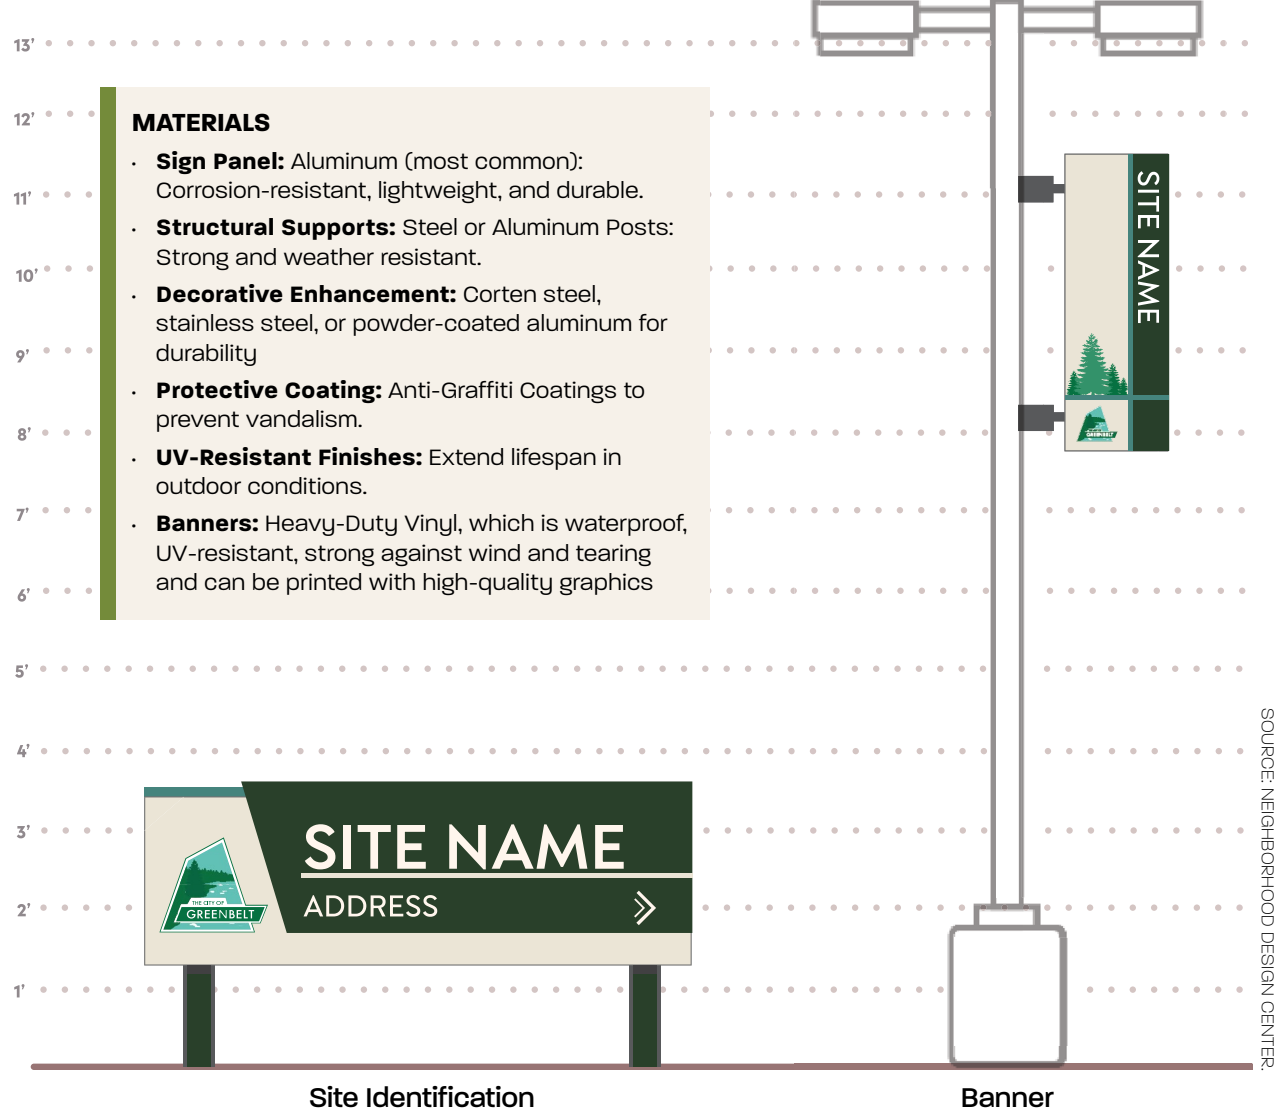 13'
12'
11'
10'
9'
8'
7'
6'
5'
4'
3'
2'
1'
MATERIALS
• Sign Panel: Aluminum (most common):
Corrosion-resistant, lightweight, and durable.
• Structural Supports: Steel or Aluminum Posts:
Strong and weather resistant.
• Decorative Enhancement: Corten steel,
stainless steel, or powder-coated aluminum for
durability
• Protective Coating: Anti-Graffiti Coatings to
prevent vandalism.
• UV-Resistant Finishes: Extend lifespan in
outdoor conditions.
• Banners: Heavy-Duty Vinyl, which is waterproof,
UV-resistant, strong against wind and tearing
and can be printed with high-quality graphics
SITE NAME
GREENBELT
SITE NAME
ADDRESS
THE CITY OF
GREENBELT
Site Identification
Banner
SOURCE: NEIGHBORHOOD DESIGN CENTER.